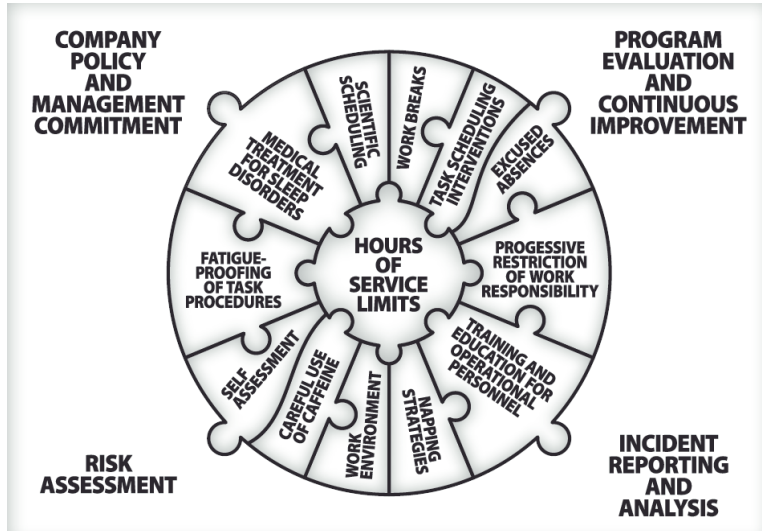 COMPANY
POLICY
AND
MANAGEMENT
COMMITMENT
PROGRAM
EVALUATION
AND
CONTINUOUS
IMPROVEMENT
SCIENTIFIC
SCHEDULING
WORK BREAKS
TASK SCHEDULING
INTERVENTIONS
EXCUSED
ABSENCES
MEDICAL
TREATMENT
FOR SLEEP
DISORDERS
HOURS
OF
SERVICE
LIMITS
PROGESSIVE
RESTRICTION
OF WORK
RESPONSIBILITY
FATIGUE-
PROOFING
OF TASK
PROCEDURES
TRAINING AND
EDUCATION FOR
OPERATIONAL
PERSONNEL
SELF
ASSESSMENT
CAREFUL USE
OF CAFFEINE
WORK
ENVIRONMENT
NAPPING
STRATEGIES
RISK
ASSESSMENT
INCIDENT
REPORTING
AND
ANALYSIS